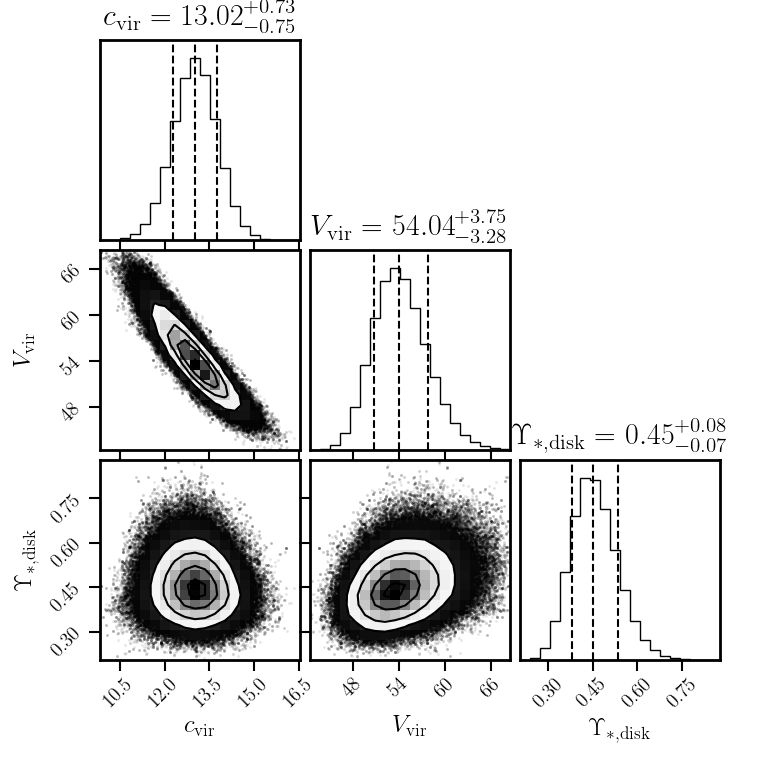 c_vir = 13.02 +0.73 −0.75
V_vir = 54.04 +3.75 −3.28
66
60
54
48
V_vir
Υ_*,disk = 0.45 +0.08 −0.07
0.75
0.60
0.45
0.30
Υ_*,disk
10.5 12.0 13.5 15.0 16.5 48 54 60 66 0.30 0.45 0.60 0.75
c_vir V_vir Υ_*,disk